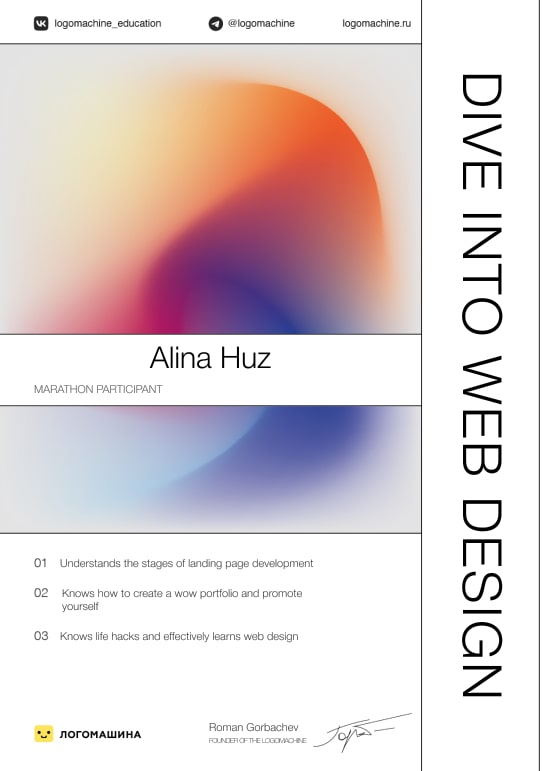 logomachine_education
@logomachine
logomachine.ru
DIVE INTO WEB DESIGN
Alina Huz
MARATHON PARTICIPANT
01 Understands the stages of landing page development
02 Knows how to create a wow portfolio and promote
yourself
03 Knows life hacks and effectively learns web design
ЛОГОМАШИНА
Roman Gorbachev
FOUNDER OF THE LOGOMACHINE